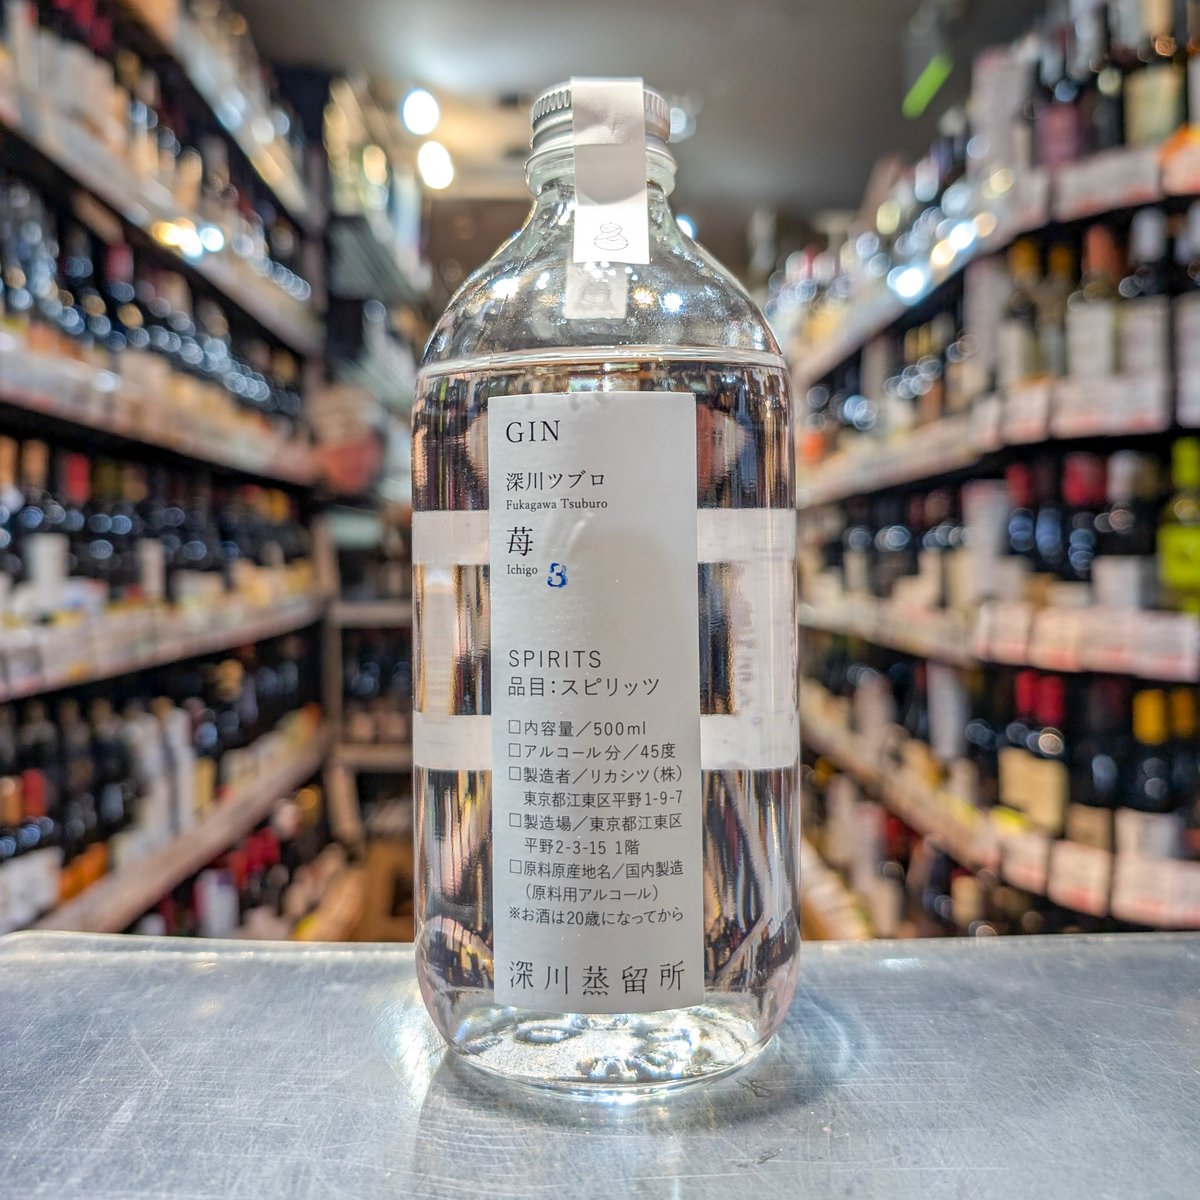 GIN
深川ツブロ
Fukagawa Tsuburo
苺
Ichigo 3
SPIRITS
品目：スピリッツ
□内容量／500ml
□アルコール分／45度
□製造者／リカシツ（株）
東京都江東区平野1-9-7
□製造場／東京都江東区
平野2-3-15 1階
□原料原産地名／国内製造
（原料用アルコール）
※お酒は20歳になってから
深川蒸留所